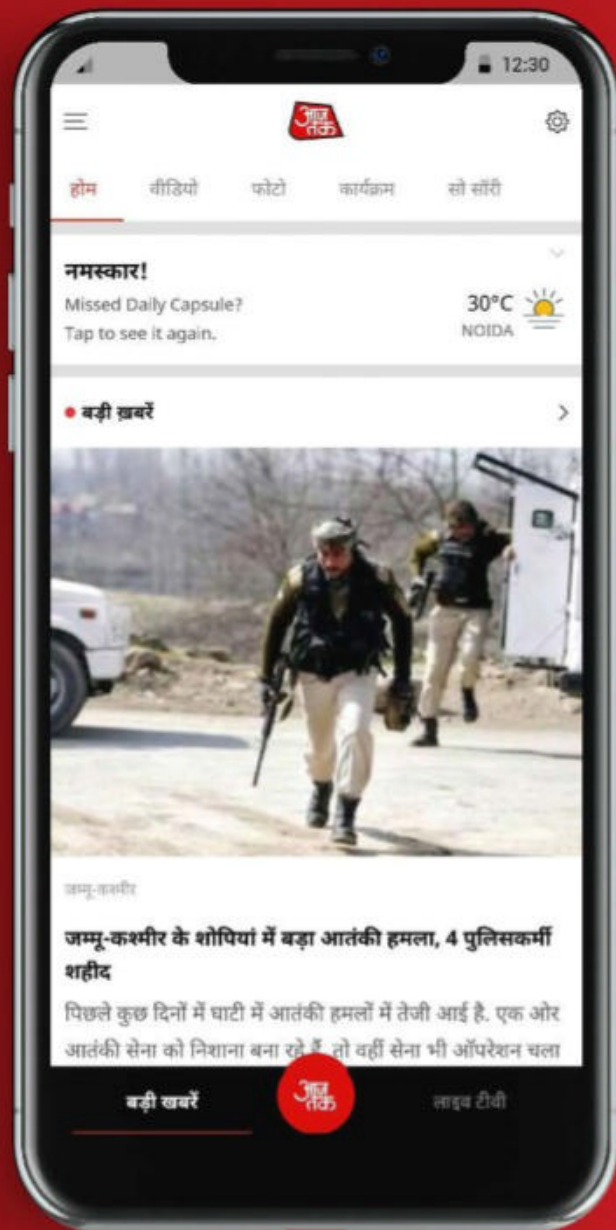 12:30
आज तक
होम वीडियो फोटो कार्यक्रम सो सॉरी
नमस्कार!
Missed Daily Capsule?
Tap to see it again.
30°C
NOIDA
बड़ी ख़बरें
जम्मू-कश्मीर
जम्मू-कश्मीर के शोपियां में बड़ा आतंकी हमला, 4 पुलिसकर्मी
शहीद
पिछले कुछ दिनों में घाटी में आतंकी हमलों में तेजी आई है. एक ओर
आतंकी सेना को निशाना बना रहे हैं, तो वहीं सेना भी ऑपरेशन चला
बड़ी खबरें
आज तक
लाइव टीवी